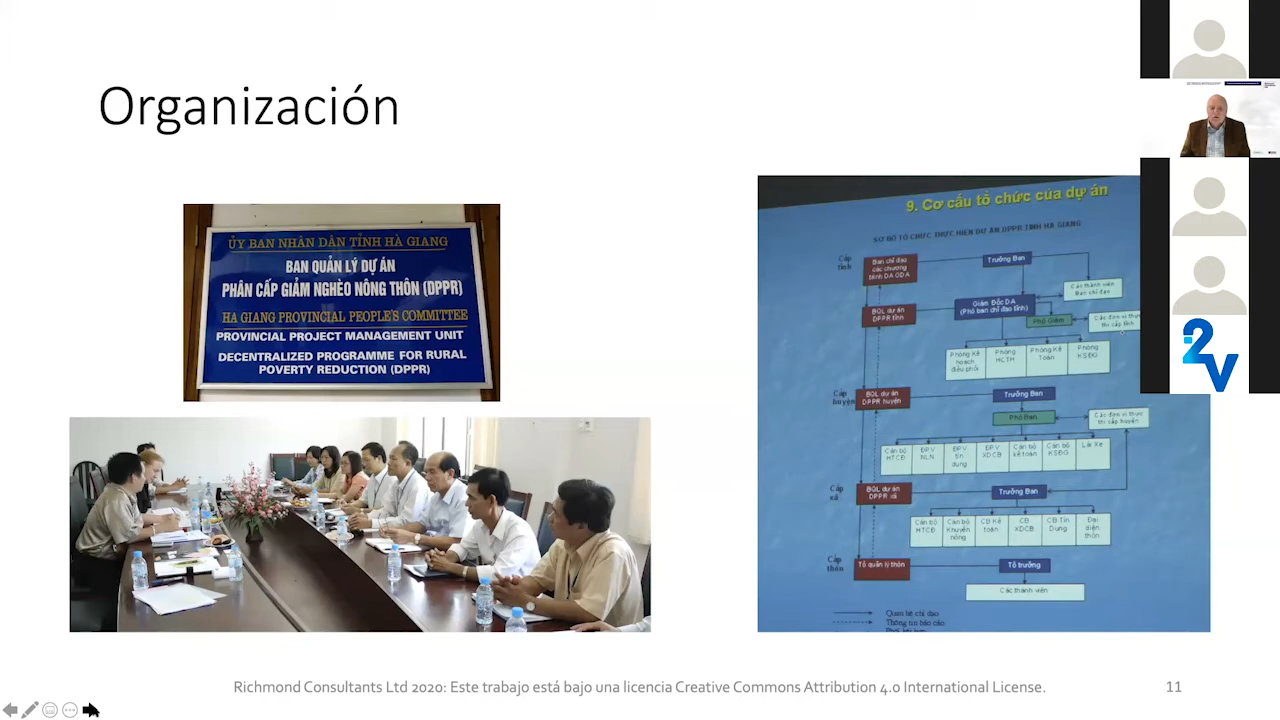 Organización
ỦY BAN NHÂN DÂN TỈNH HÀ GIANG
BAN QUẢN LÝ DỰ ÁN
PHÂN CẤP GIẢM NGHÈO NÔNG THÔN (DPPR)
HA GIANG PROVINCIAL PEOPLE'S COMMITTEE
PROVINCIAL PROJECT MANAGEMENT UNIT
DECENTRALIZED PROGRAMME FOR RURAL
POVERTY REDUCTION (DPPR)
9. Cơ cấu tổ chức của dự án
SƠ ĐỒ TỔ CHỨC THỰC HIỆN DỰ ÁN DPPR TỈNH HÀ GIANG
Cấp
tỉnh
Ban chỉ đạo
các chương
trình DA ODA
Trưởng Ban
Các thành viên
Ban chỉ đạo
BQL dự án
DPPR tỉnh
Giám Đốc DA
(Phó ban chỉ đạo tỉnh)
Phó Giám
Các đơn vị thực
thi cấp tỉnh
Phòng Kế
hoạch
điều phối
Phòng
HCTH
Phòng Kế
Toán
Phòng
KSĐG
Cấp
huyện
BQL dự án
DPPR huyện
Trưởng Ban
Phó Ban
Các đơn vị thực
thi cấp huyện
Cán bộ
HTCĐ
ĐPV
NLN
ĐPV
tín
dụng
ĐPV
XDCB
Cán bộ
kế toán
Cán bộ
KSĐG
Lái Xe
Cấp
xã
BQL dự án
DPPR xã
Trưởng Ban
Cán bộ
HTCĐ
Cán bộ
Khuyến
nông
CB Kế
toán
CB
XDCB
CB Tín
Dụng
Đại
diện
thôn
Cấp
thôn
Tổ quản lý thôn
Tổ trưởng
Các thành viên
Quan hệ chỉ đạo
Thông tin báo cáo
2V
Richmond Consultants Ltd 2020: Este trabajo está bajo una licencia Creative Commons Attribution 4.0 International License.
11